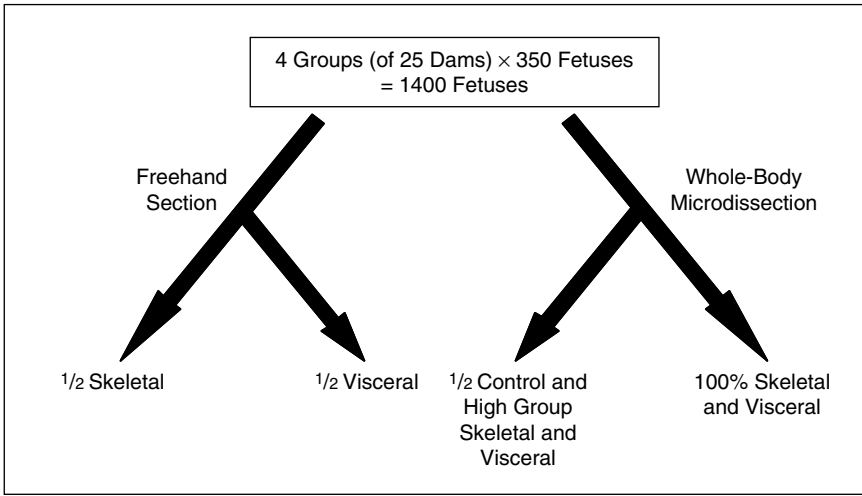 4 Groups (of 25 Dams) × 350 Fetuses
= 1400 Fetuses
Freehand
Section
Whole-Body
Microdissection
1/2 Skeletal
1/2 Visceral
1/2 Control and
High Group
Skeletal and
Visceral
100% Skeletal
and Visceral